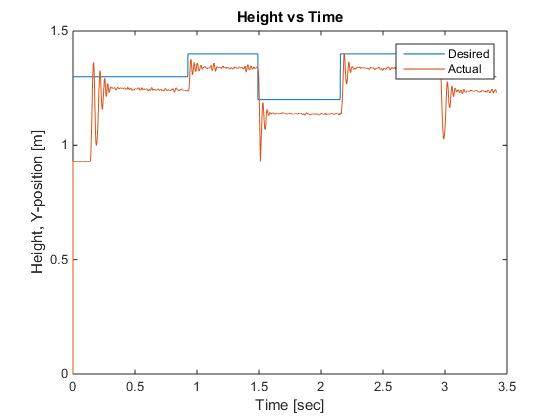 Height vs Time
1.5
Desired
Actual
1
Height, Y-position [m]
0.5
0
0 0.5 1 1.5 2 2.5 3 3.5
Time [sec]